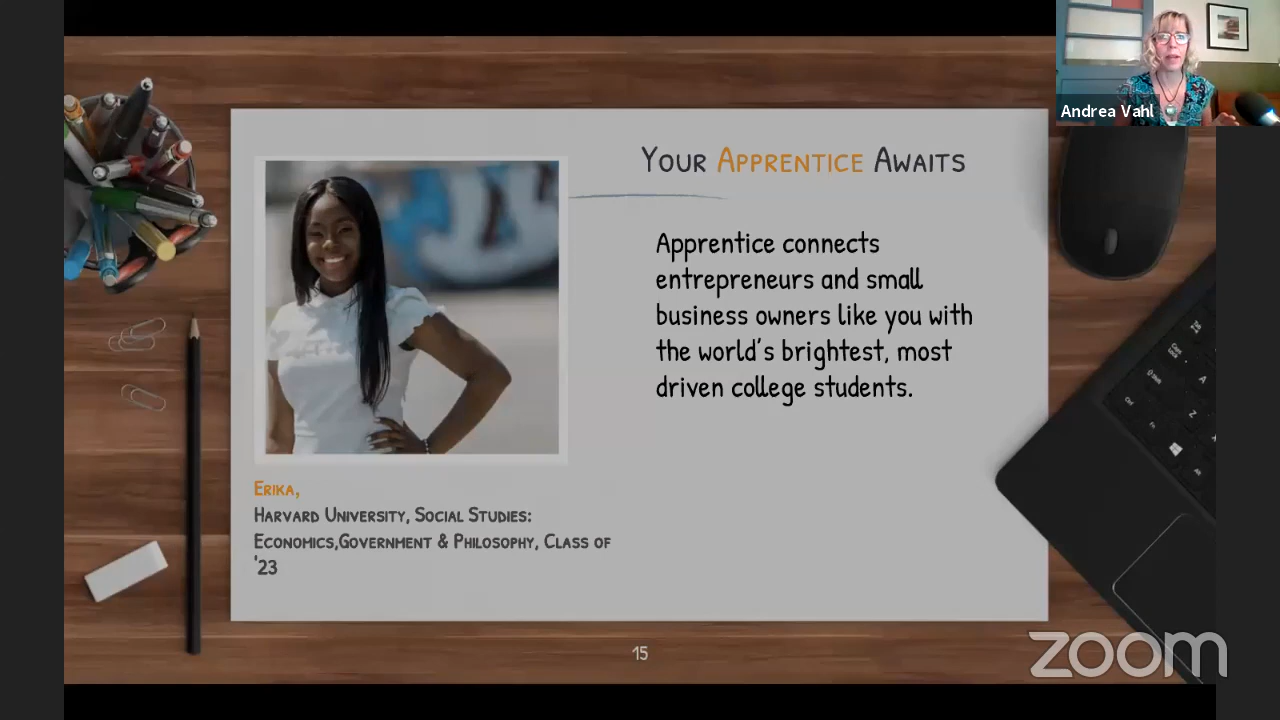 Andrea Vahl
Your Apprentice Awaits
Apprentice connects
entrepreneurs and small
business owners like you with
the world's brightest, most
driven college students.
Erika,
Harvard University, Social Studies:
Economics,Government & Philosophy, Class of
'23
15
zoom